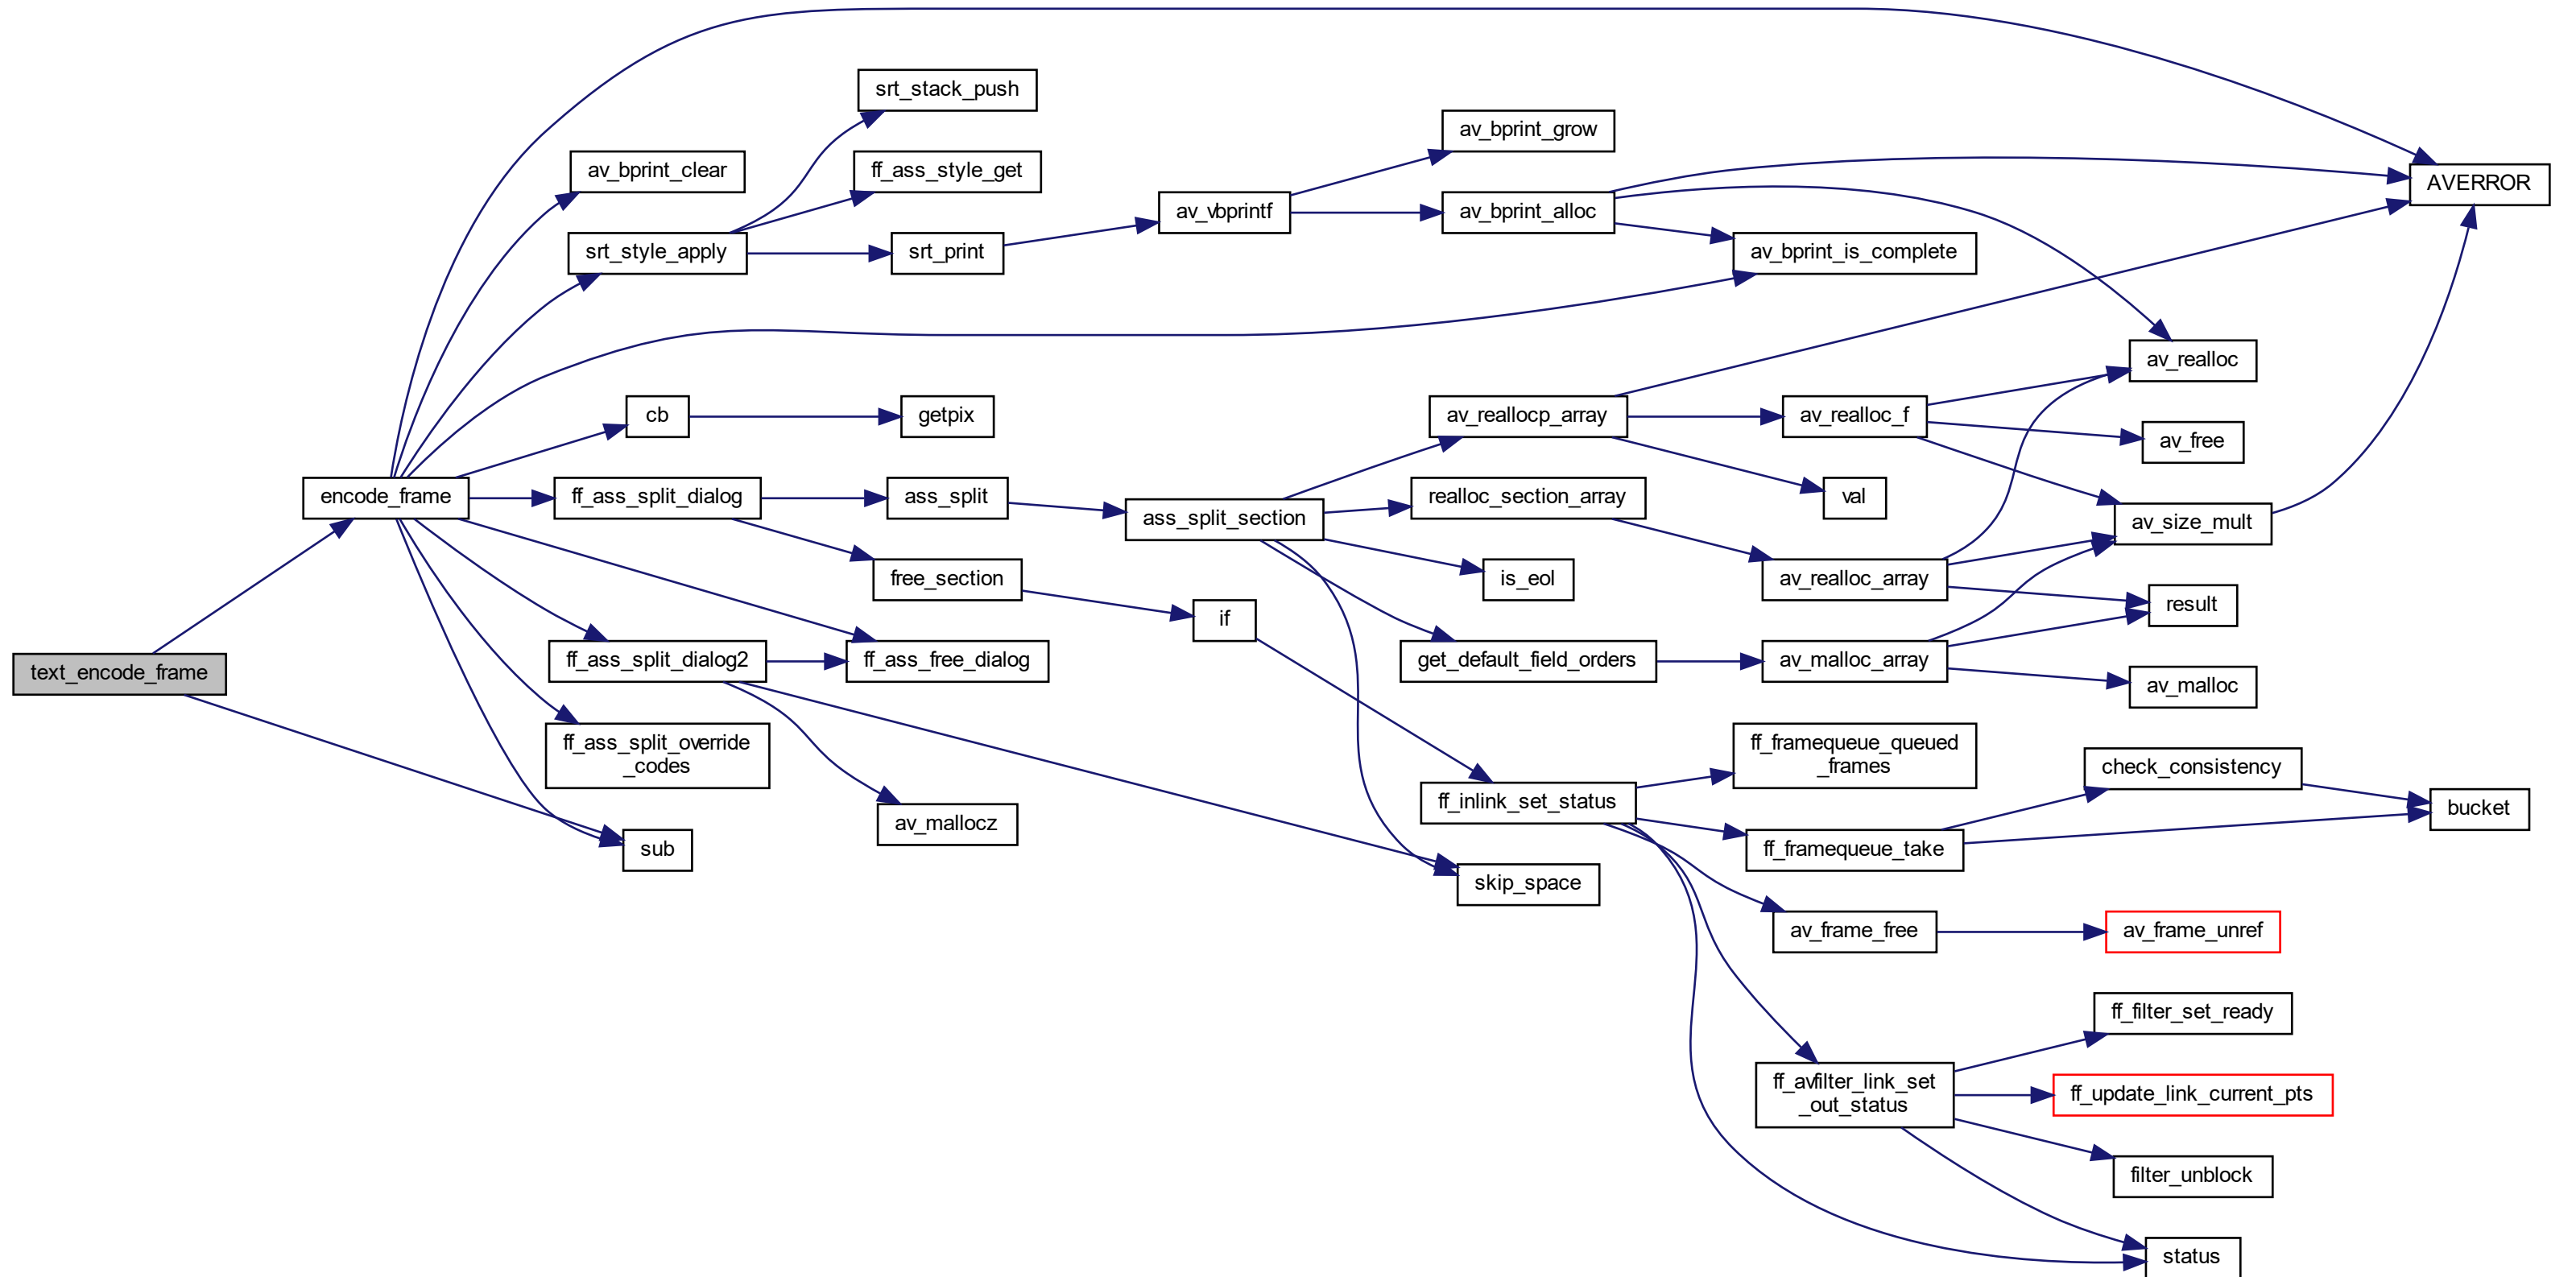 srt_stack_push
av_bprint_grow
av_bprint_clear
ff_ass_style_get
AVERROR
av_vbprintf
av_bprint_alloc
srt_style_apply
srt_print
av_bprint_is_complete
av_realloc
cb
getpix
av_reallocp_array
av_realloc_f
av_free
encode_frame
ff_ass_split_dialog
ass_split
realloc_section_array
val
ass_split_section
av_size_mult
free_section
is_eol
av_realloc_array
result
if
text_encode_frame
ff_ass_split_dialog2
ff_ass_free_dialog
get_default_field_orders
av_malloc_array
av_malloc
ff_ass_split_override
_codes
ff_framequeue_queued
_frames
check_consistency
ff_inlink_set_status
bucket
av_mallocz
sub
ff_framequeue_take
skip_space
av_frame_free
av_frame_unref
ff_filter_set_ready
ff_avfilter_link_set
_out_status
ff_update_link_current_pts
filter_unblock
status